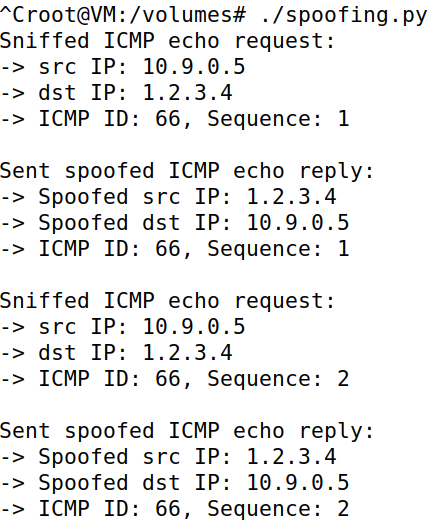 ^Croot@VM:/volumes# ./spoofing.py
Sniffed ICMP echo request:
-> src IP: 10.9.0.5
-> dst IP: 1.2.3.4
-> ICMP ID: 66, Sequence: 1

Sent spoofed ICMP echo reply:
-> Spoofed src IP: 1.2.3.4
-> Spoofed dst IP: 10.9.0.5
-> ICMP ID: 66, Sequence: 1

Sniffed ICMP echo request:
-> src IP: 10.9.0.5
-> dst IP: 1.2.3.4
-> ICMP ID: 66, Sequence: 2

Sent spoofed ICMP echo reply:
-> Spoofed src IP: 1.2.3.4
-> Spoofed dst IP: 10.9.0.5
-> ICMP ID: 66, Sequence: 2